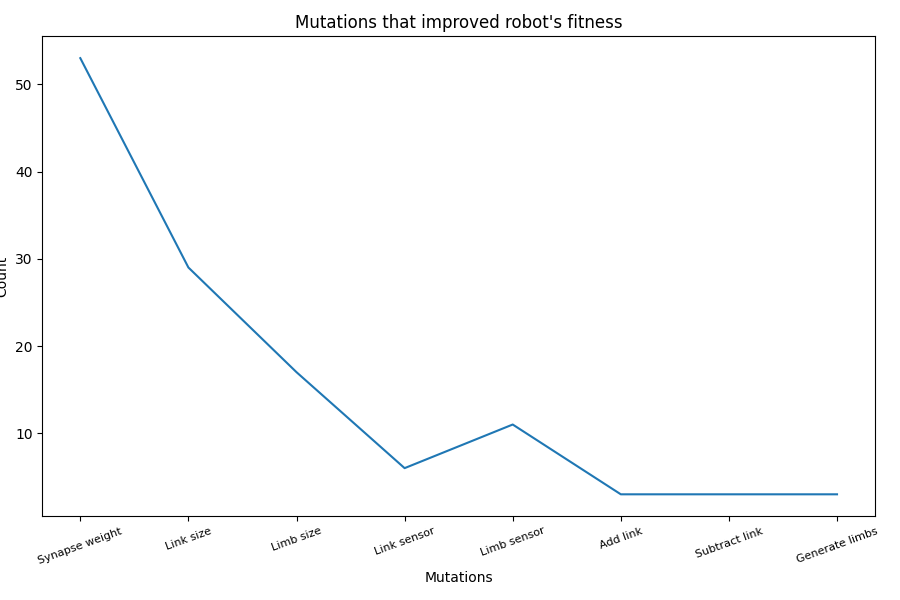 Mutations that improved robot's fitness
50
40
30
20
10
Count
Synapse weight
Link size
Limb size
Link sensor
Limb sensor
Add link
Subtract link
Generate limbs
Mutations